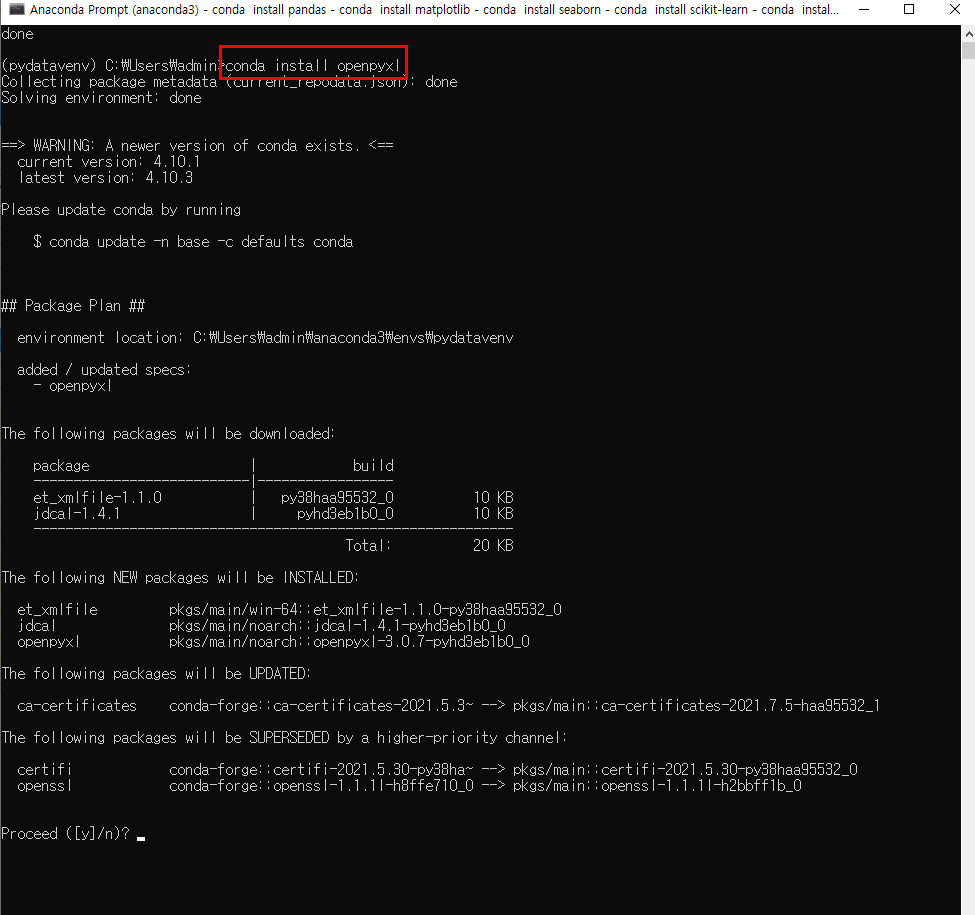 Anaconda Prompt (anaconda3) - conda  install pandas - conda  install matplotlib - conda  install seaborn - conda  install scikit-learn - conda  instal...
done
(pydatavenv) C:₩Users₩admin>conda install openpyxl
Collecting package metadata (current_repodata.json): done
Solving environment: done
==> WARNING: A newer version of conda exists. <==
  current version: 4.10.1
  latest version: 4.10.3
Please update conda by running
    $ conda update -n base -c defaults conda
## Package Plan ##
  environment location: C:₩Users₩admin₩anaconda3₩envs₩pydatavenv
  added / updated specs:
    - openpyxl
The following packages will be downloaded:
    package                    |            build
    ---------------------------|-----------------
    et_xmlfile-1.1.0           |   py38haa95532_0          10 KB
    jdcal-1.4.1                |     pyhd3eb1b0_0          10 KB
    ------------------------------------------------------------
                                           Total:          20 KB
The following NEW packages will be INSTALLED:
  et_xmlfile         pkgs/main/win-64::et_xmlfile-1.1.0-py38haa95532_0
  jdcal              pkgs/main/noarch::jdcal-1.4.1-pyhd3eb1b0_0
  openpyxl           pkgs/main/noarch::openpyxl-3.0.7-pyhd3eb1b0_0
The following packages will be UPDATED:
  ca-certificates    conda-forge::ca-certificates-2021.5.3~ --> pkgs/main::ca-certificates-2021.7.5-haa95532_1
The following packages will be SUPERSEDED by a higher-priority channel:
  certifi            conda-forge::certifi-2021.5.30-py38ha~ --> pkgs/main::certifi-2021.5.30-py38haa95532_0
  openssl            conda-forge::openssl-1.1.1l-h8ffe710_0 --> pkgs/main::openssl-1.1.1l-h2bbff1b_0
Proceed ([y]/n)?